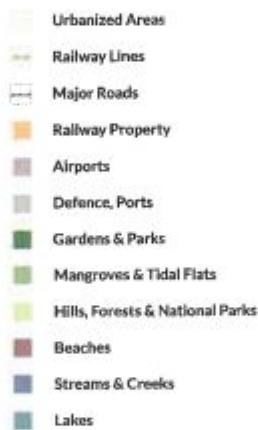 Urbanized Areas
Railway Lines
Major Roads
Railway Property
Airports
Defence, Ports
Gardens & Parks
Mangroves & Tidal Flats
Hills, Forests & National Parks
Beaches
Streams & Creeks
Lakes